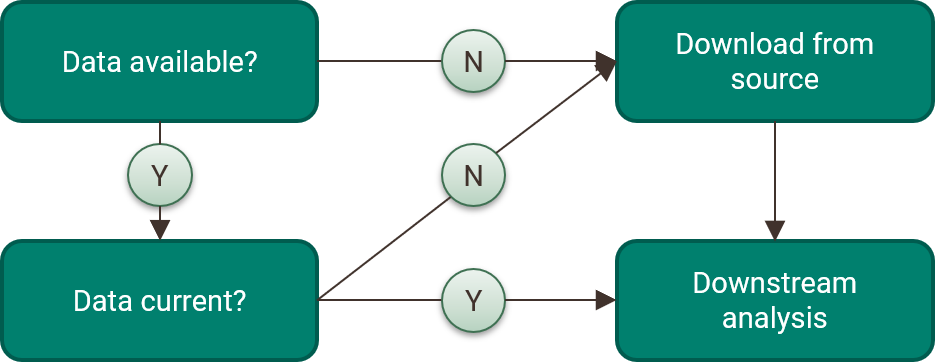 Data available?
N
Download from
source
Y
N
Data current?
Y
Downstream
analysis